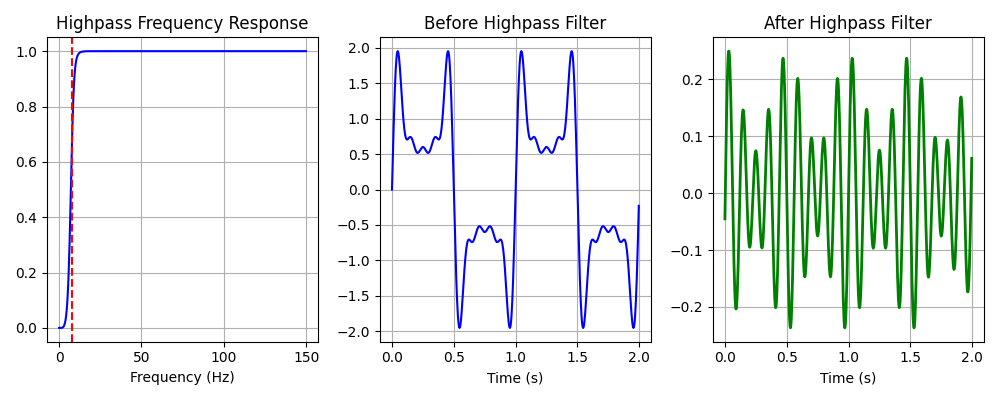 Highpass Frequency Response
1.0
0.8
0.6
0.4
0.2
0.0
0 50 100 150
Frequency (Hz)
Before Highpass Filter
2.0
1.5
1.0
0.5
0.0
−0.5
−1.0
−1.5
−2.0
0.0 0.5 1.0 1.5 2.0
Time (s)
After Highpass Filter
0.2
0.1
0.0
−0.1
−0.2
0.0 0.5 1.0 1.5 2.0
Time (s)